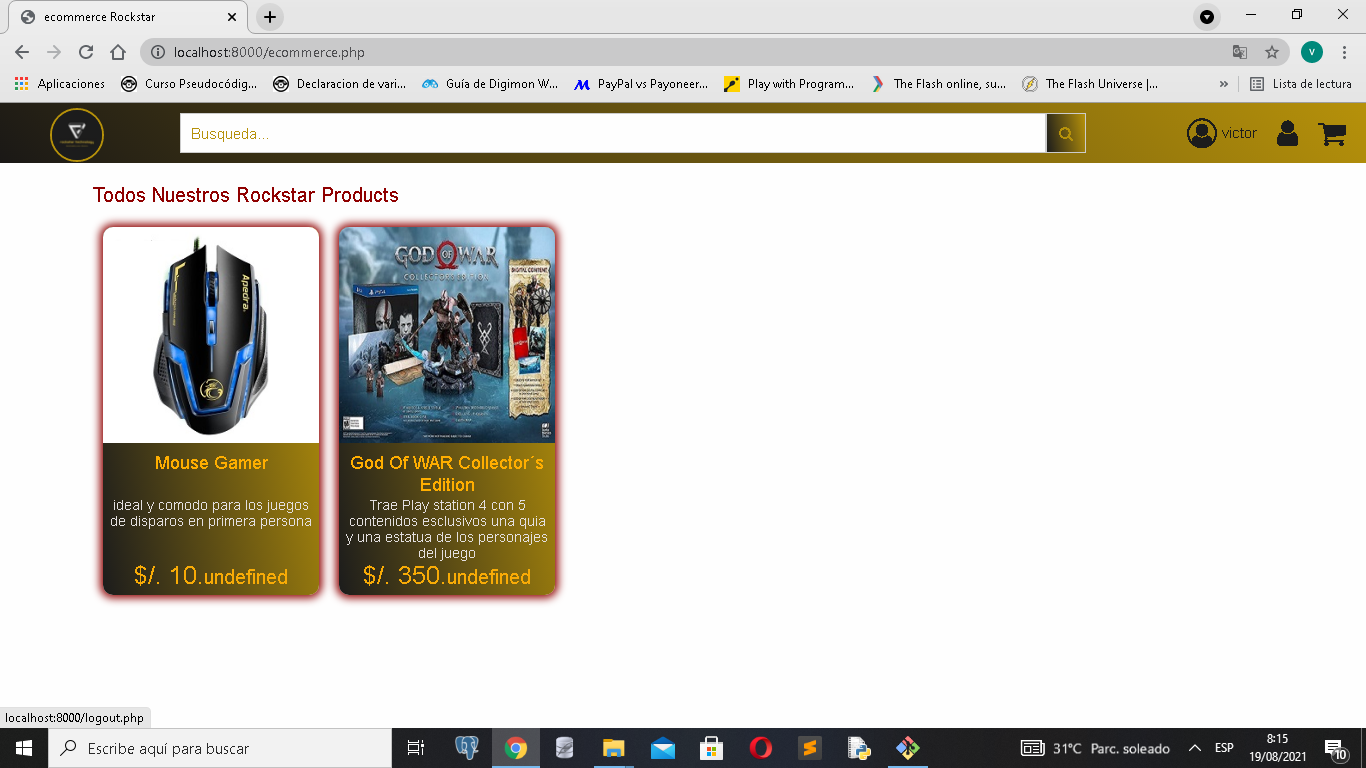 ecommerce Rockstar
localhost:8000/ecommerce.php
V
Aplicaciones
Curso Pseudocódig...
Declaracion de vari...
Guía de Digimon W...
PayPal vs Payoneer...
Play with Program...
The Flash online, su...
The Flash Universe |...
»
Lista de lectura
Busqueda...
victor
Todos Nuestros Rockstar Products
Apedra
GOD OF WAR
COLLECTOR'S EDITION
DIGITAL CONTENT
PS4
Mouse Gamer
ideal y comodo para los juegos
de disparos en primera persona
$/. 10.undefined
God Of WAR Collector´s
Edition
Trae Play station 4 con 5
contenidos esclusivos una quia
y una estatua de los personajes
del juego
$/. 350.undefined
localhost:8000/logout.php
Escribe aquí para buscar
31°C Parc. soleado
ESP
8:15
19/08/2021
10